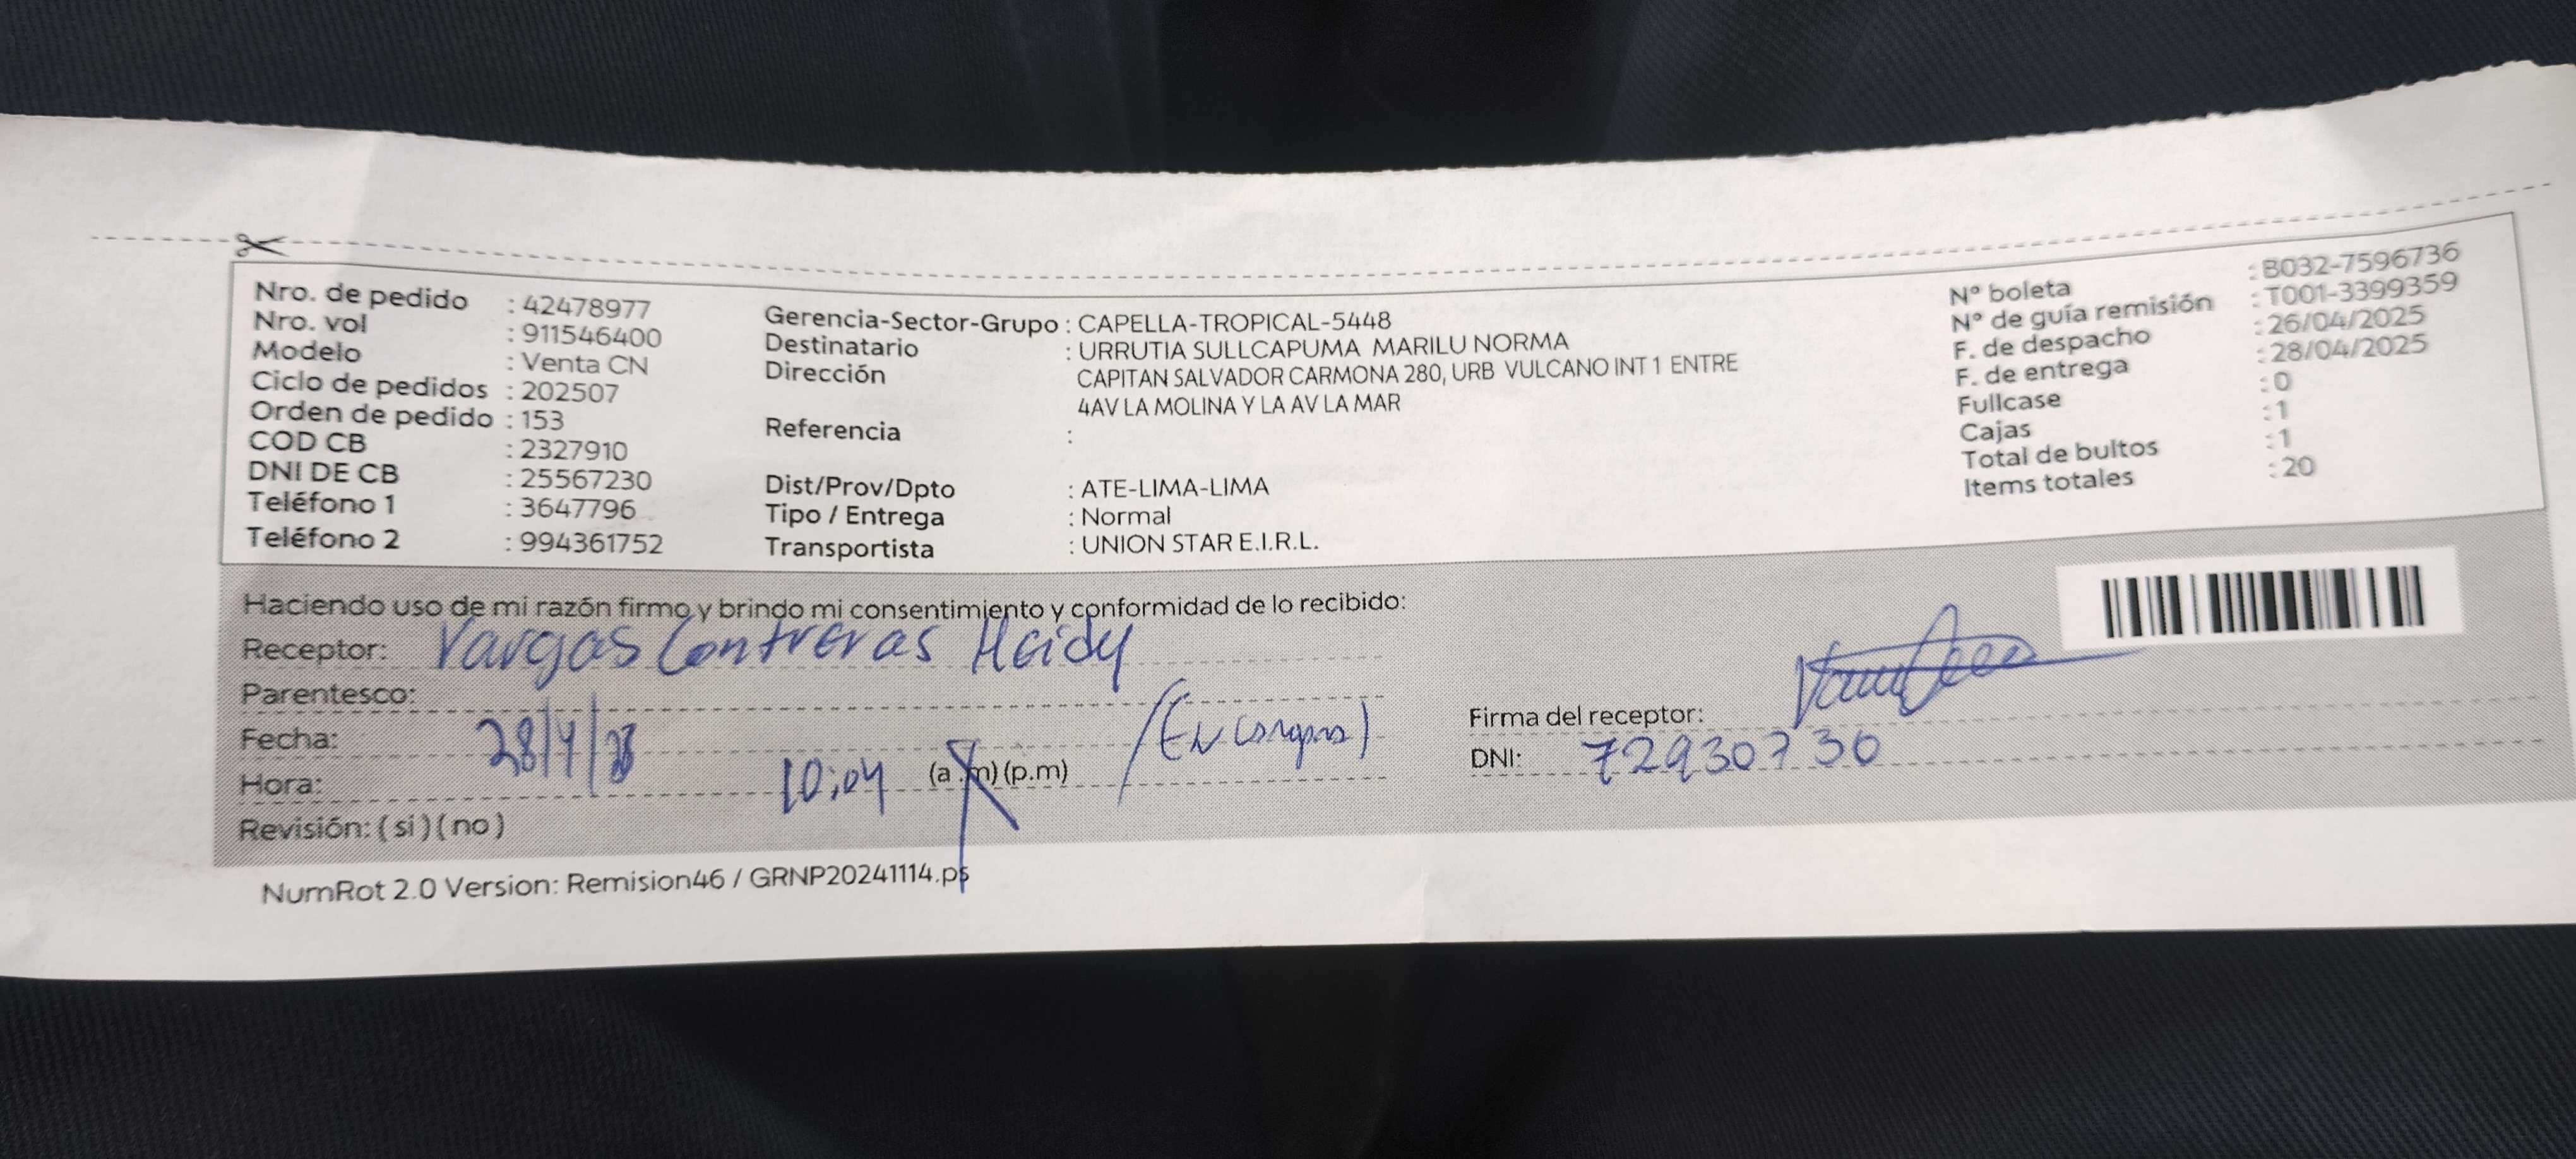 Nro. de pedido : 42478977
Nro. vol : 911546400
Modelo : Venta CN
Ciclo de pedidos : 202507
Orden de pedido : 153
COD CB : 2327910
DNI DE CB : 25567230
Teléfono 1 : 3647796
Teléfono 2 : 994361752
Gerencia-Sector-Grupo : CAPELLA-TROPICAL-5448
Destinatario : URRUTIA SULLCAPUMA MARILU NORMA
Dirección CAPITAN SALVADOR CARMONA 280, URB VULCANO INT 1 ENTRE
4AV LA MOLINA Y LA AV LA MAR
Referencia :
Dist/Prov/Dpto : ATE-LIMA-LIMA
Tipo / Entrega : Normal
Transportista : UNION STAR E.I.R.L.
Nº boleta : B032-7596736
Nº de guía remisión : T001-3399359
F. de despacho : 26/04/2025
F. de entrega : 28/04/2025
Fullcase : 0
Cajas : 1
Total de bultos : 1
Items totales : 20
Haciendo uso de mi razón firmo y brindo mi consentimiento y conformidad de lo recibido:
Receptor: Vargas Contreras Heidy
Parentesco:
Fecha: 28/4/
Hora: 10:04 (a.m) (p.m)
Revisión: (si) (no)
Firma del receptor:
DNI: 72930730
NumRot 2.0 Version: Remision46 / GRNP20241114.ps